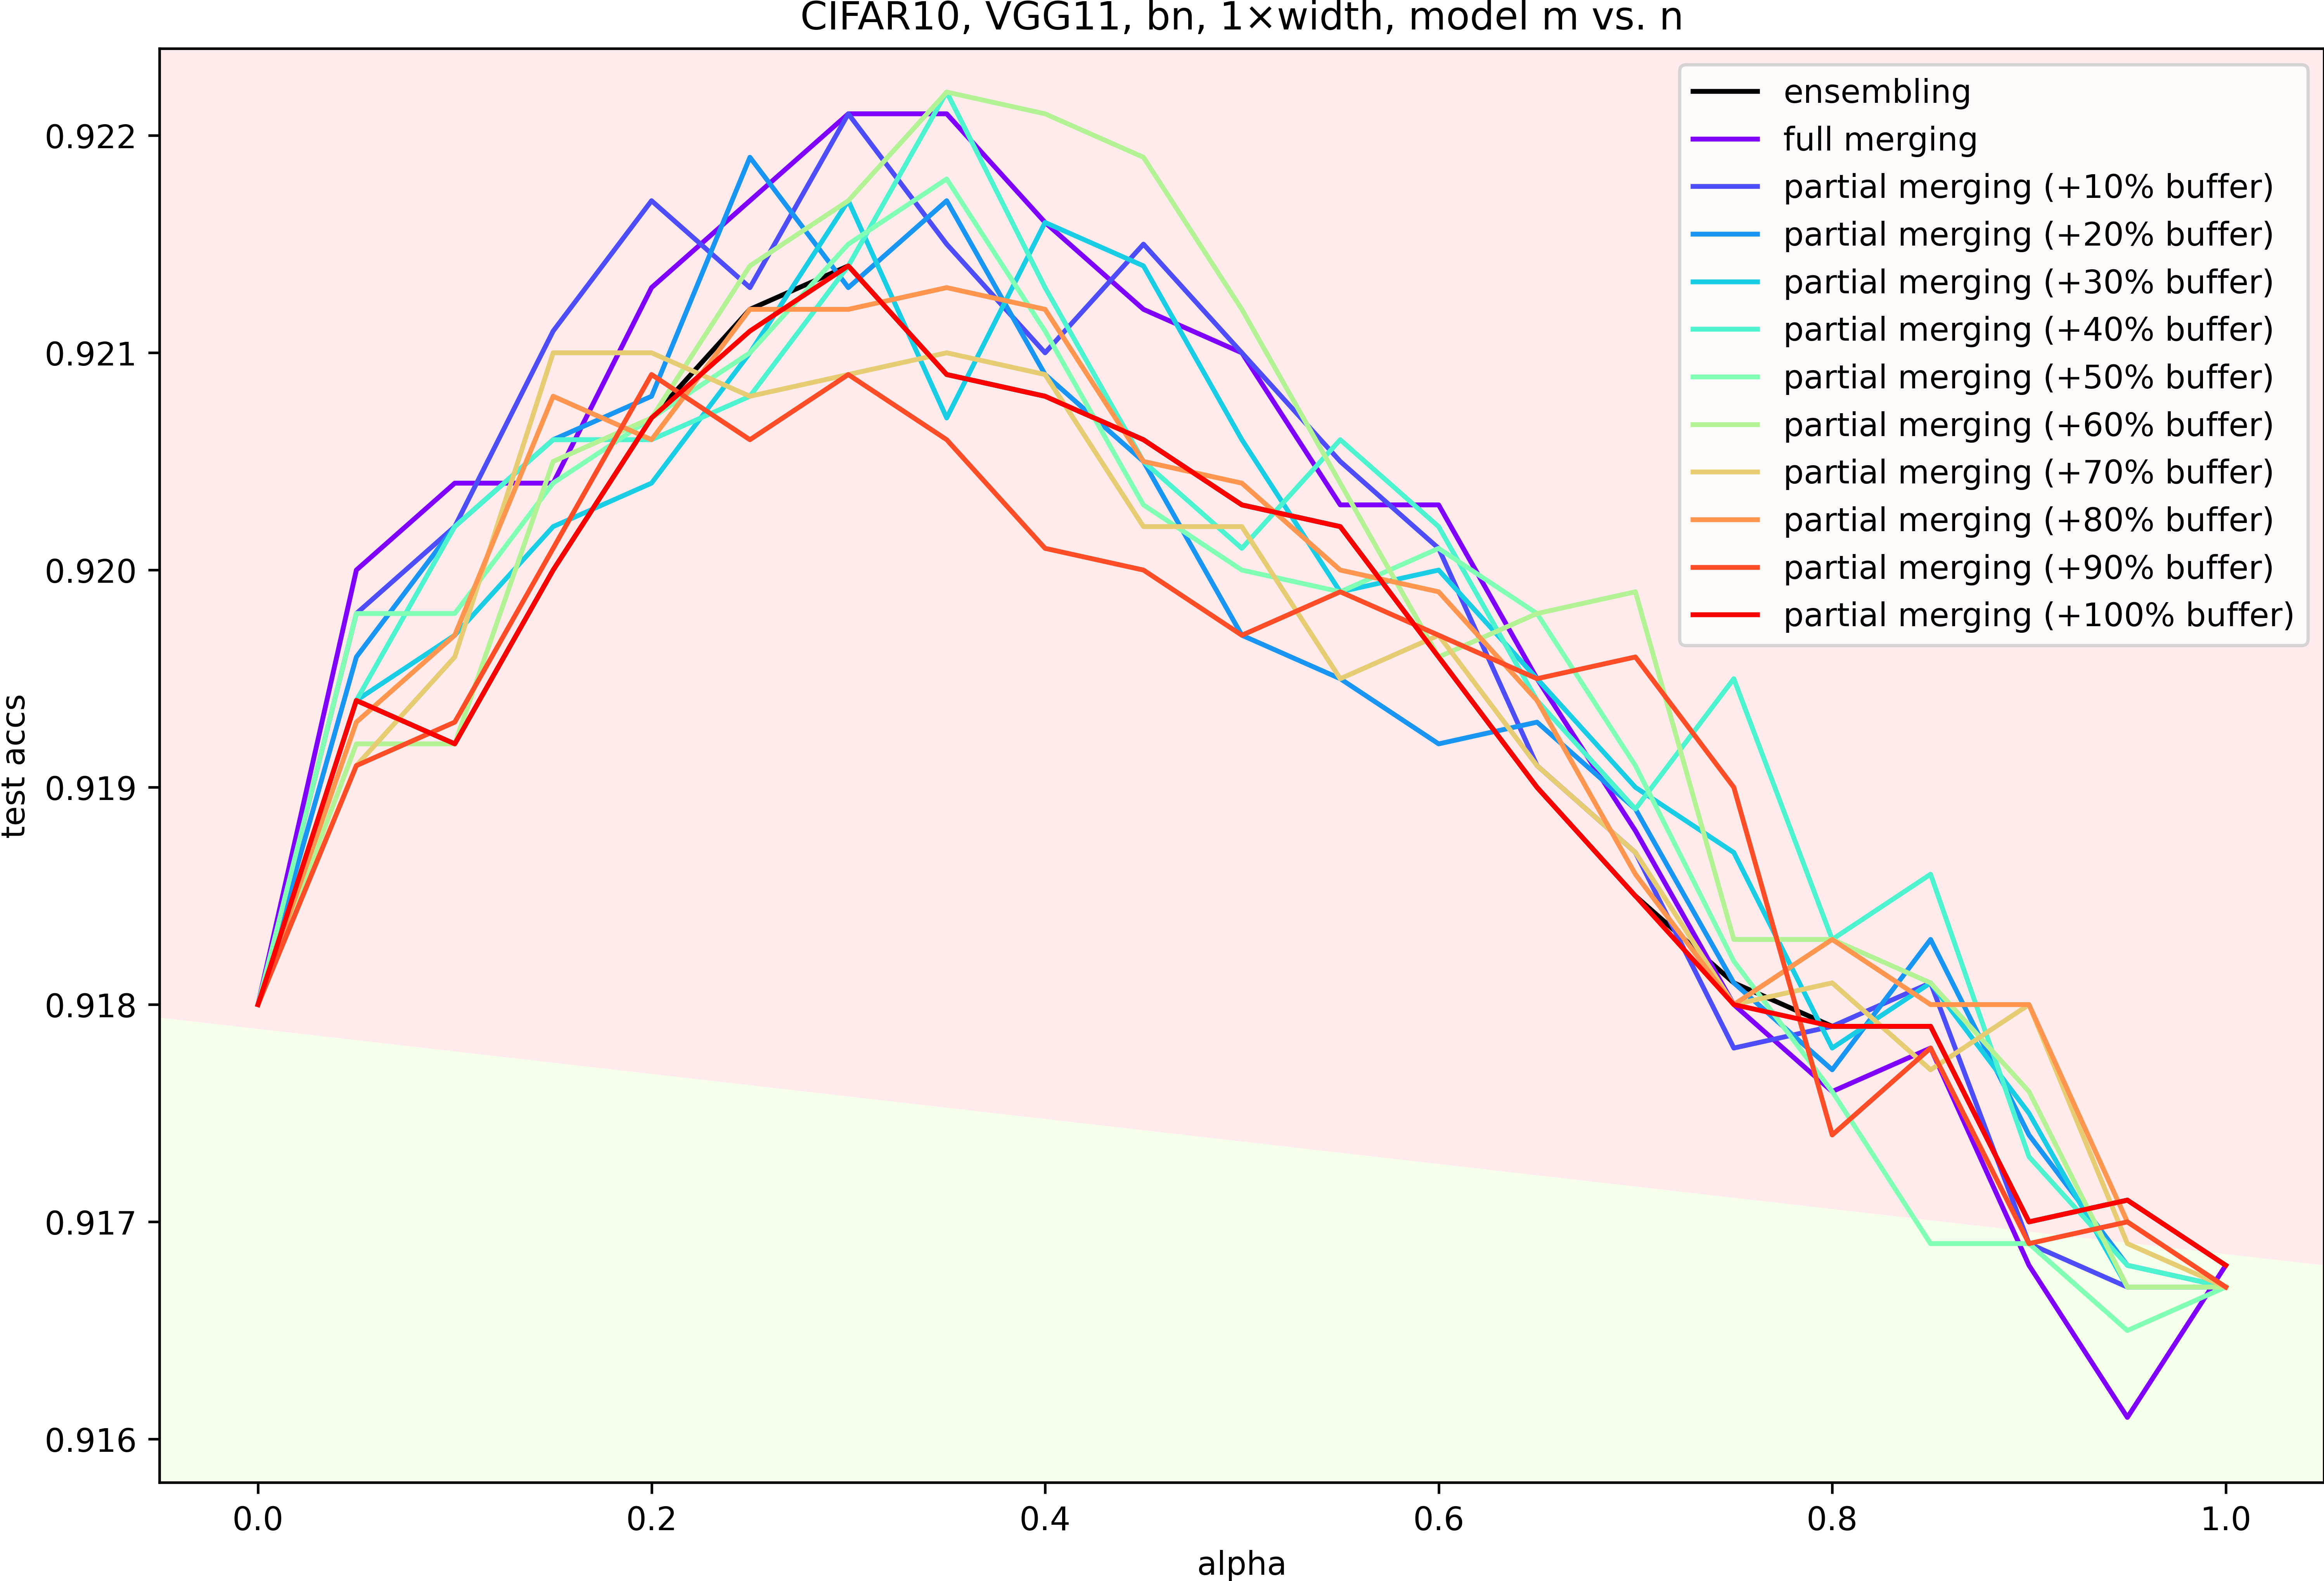 CIFAR10, VGG11, bn, 1×width, model m vs. n
ensembling
full merging
partial merging (+10% buffer)
partial merging (+20% buffer)
partial merging (+30% buffer)
partial merging (+40% buffer)
partial merging (+50% buffer)
partial merging (+60% buffer)
partial merging (+70% buffer)
partial merging (+80% buffer)
partial merging (+90% buffer)
partial merging (+100% buffer)
test accs
0.922
0.921
0.920
0.919
0.918
0.917
0.916
0.0 0.2 0.4 0.6 0.8 1.0
alpha